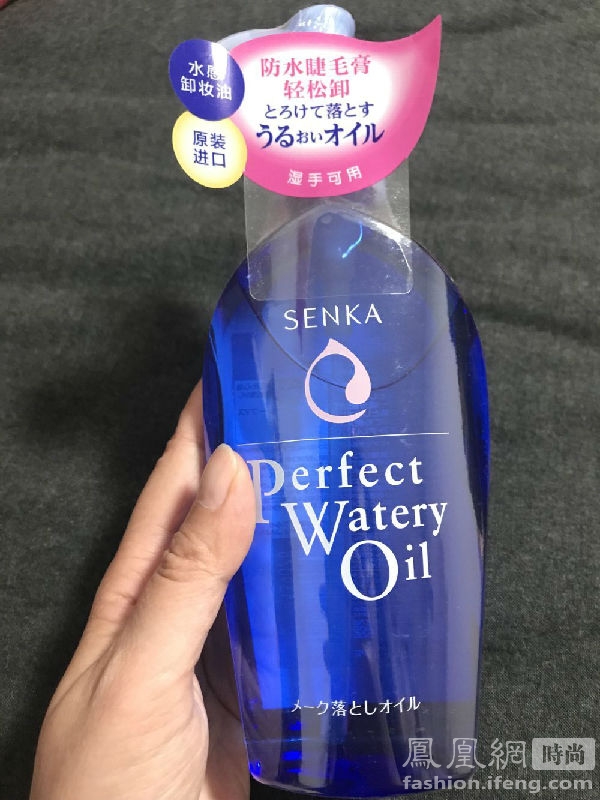 水感
卸妆油
原装
进口
防水睫毛膏
轻松卸
とろけて落とす
うるおいオイル
湿手可用
SENKA
Perfect
Watery
Oil
メーク落としオイル
鳳凰網 時尚
fashion.ifeng.com